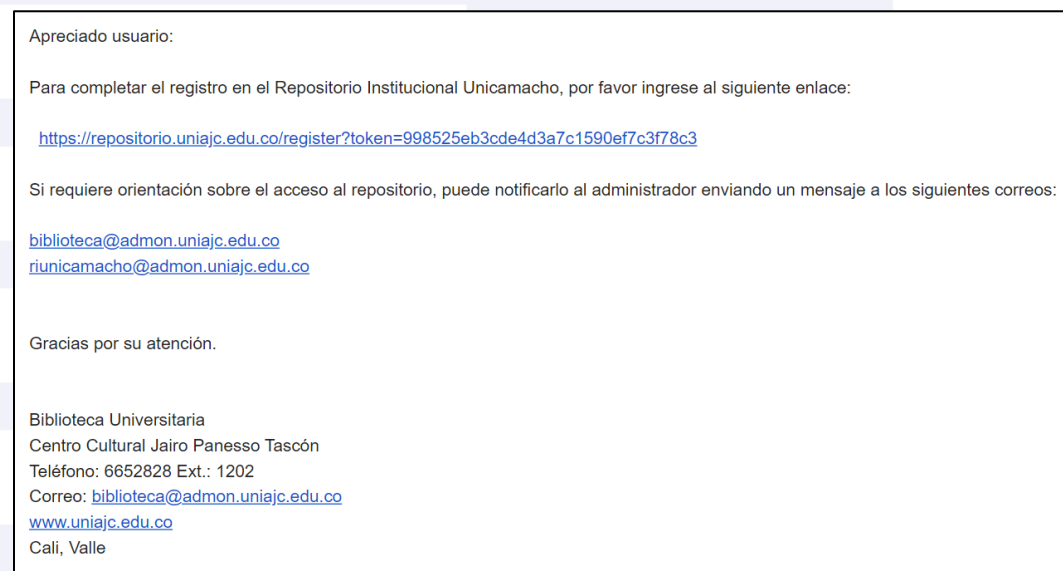 Apreciado usuario:
Para completar el registro en el Repositorio Institucional Unicamacho, por favor ingrese al siguiente enlace:
https://repositorio.uniajc.edu.co/register?token=998525eb3cde4d3a7c1590ef7c3f78c3
Si requiere orientación sobre el acceso al repositorio, puede notificarlo al administrador enviando un mensaje a los siguientes correos:
biblioteca@admon.uniajc.edu.co
riunicamacho@admon.uniajc.edu.co
Gracias por su atención.
Biblioteca Universitaria
Centro Cultural Jairo Panesso Tascón
Teléfono: 6652828 Ext.: 1202
Correo: biblioteca@admon.uniajc.edu.co
www.uniajc.edu.co
Cali, Valle